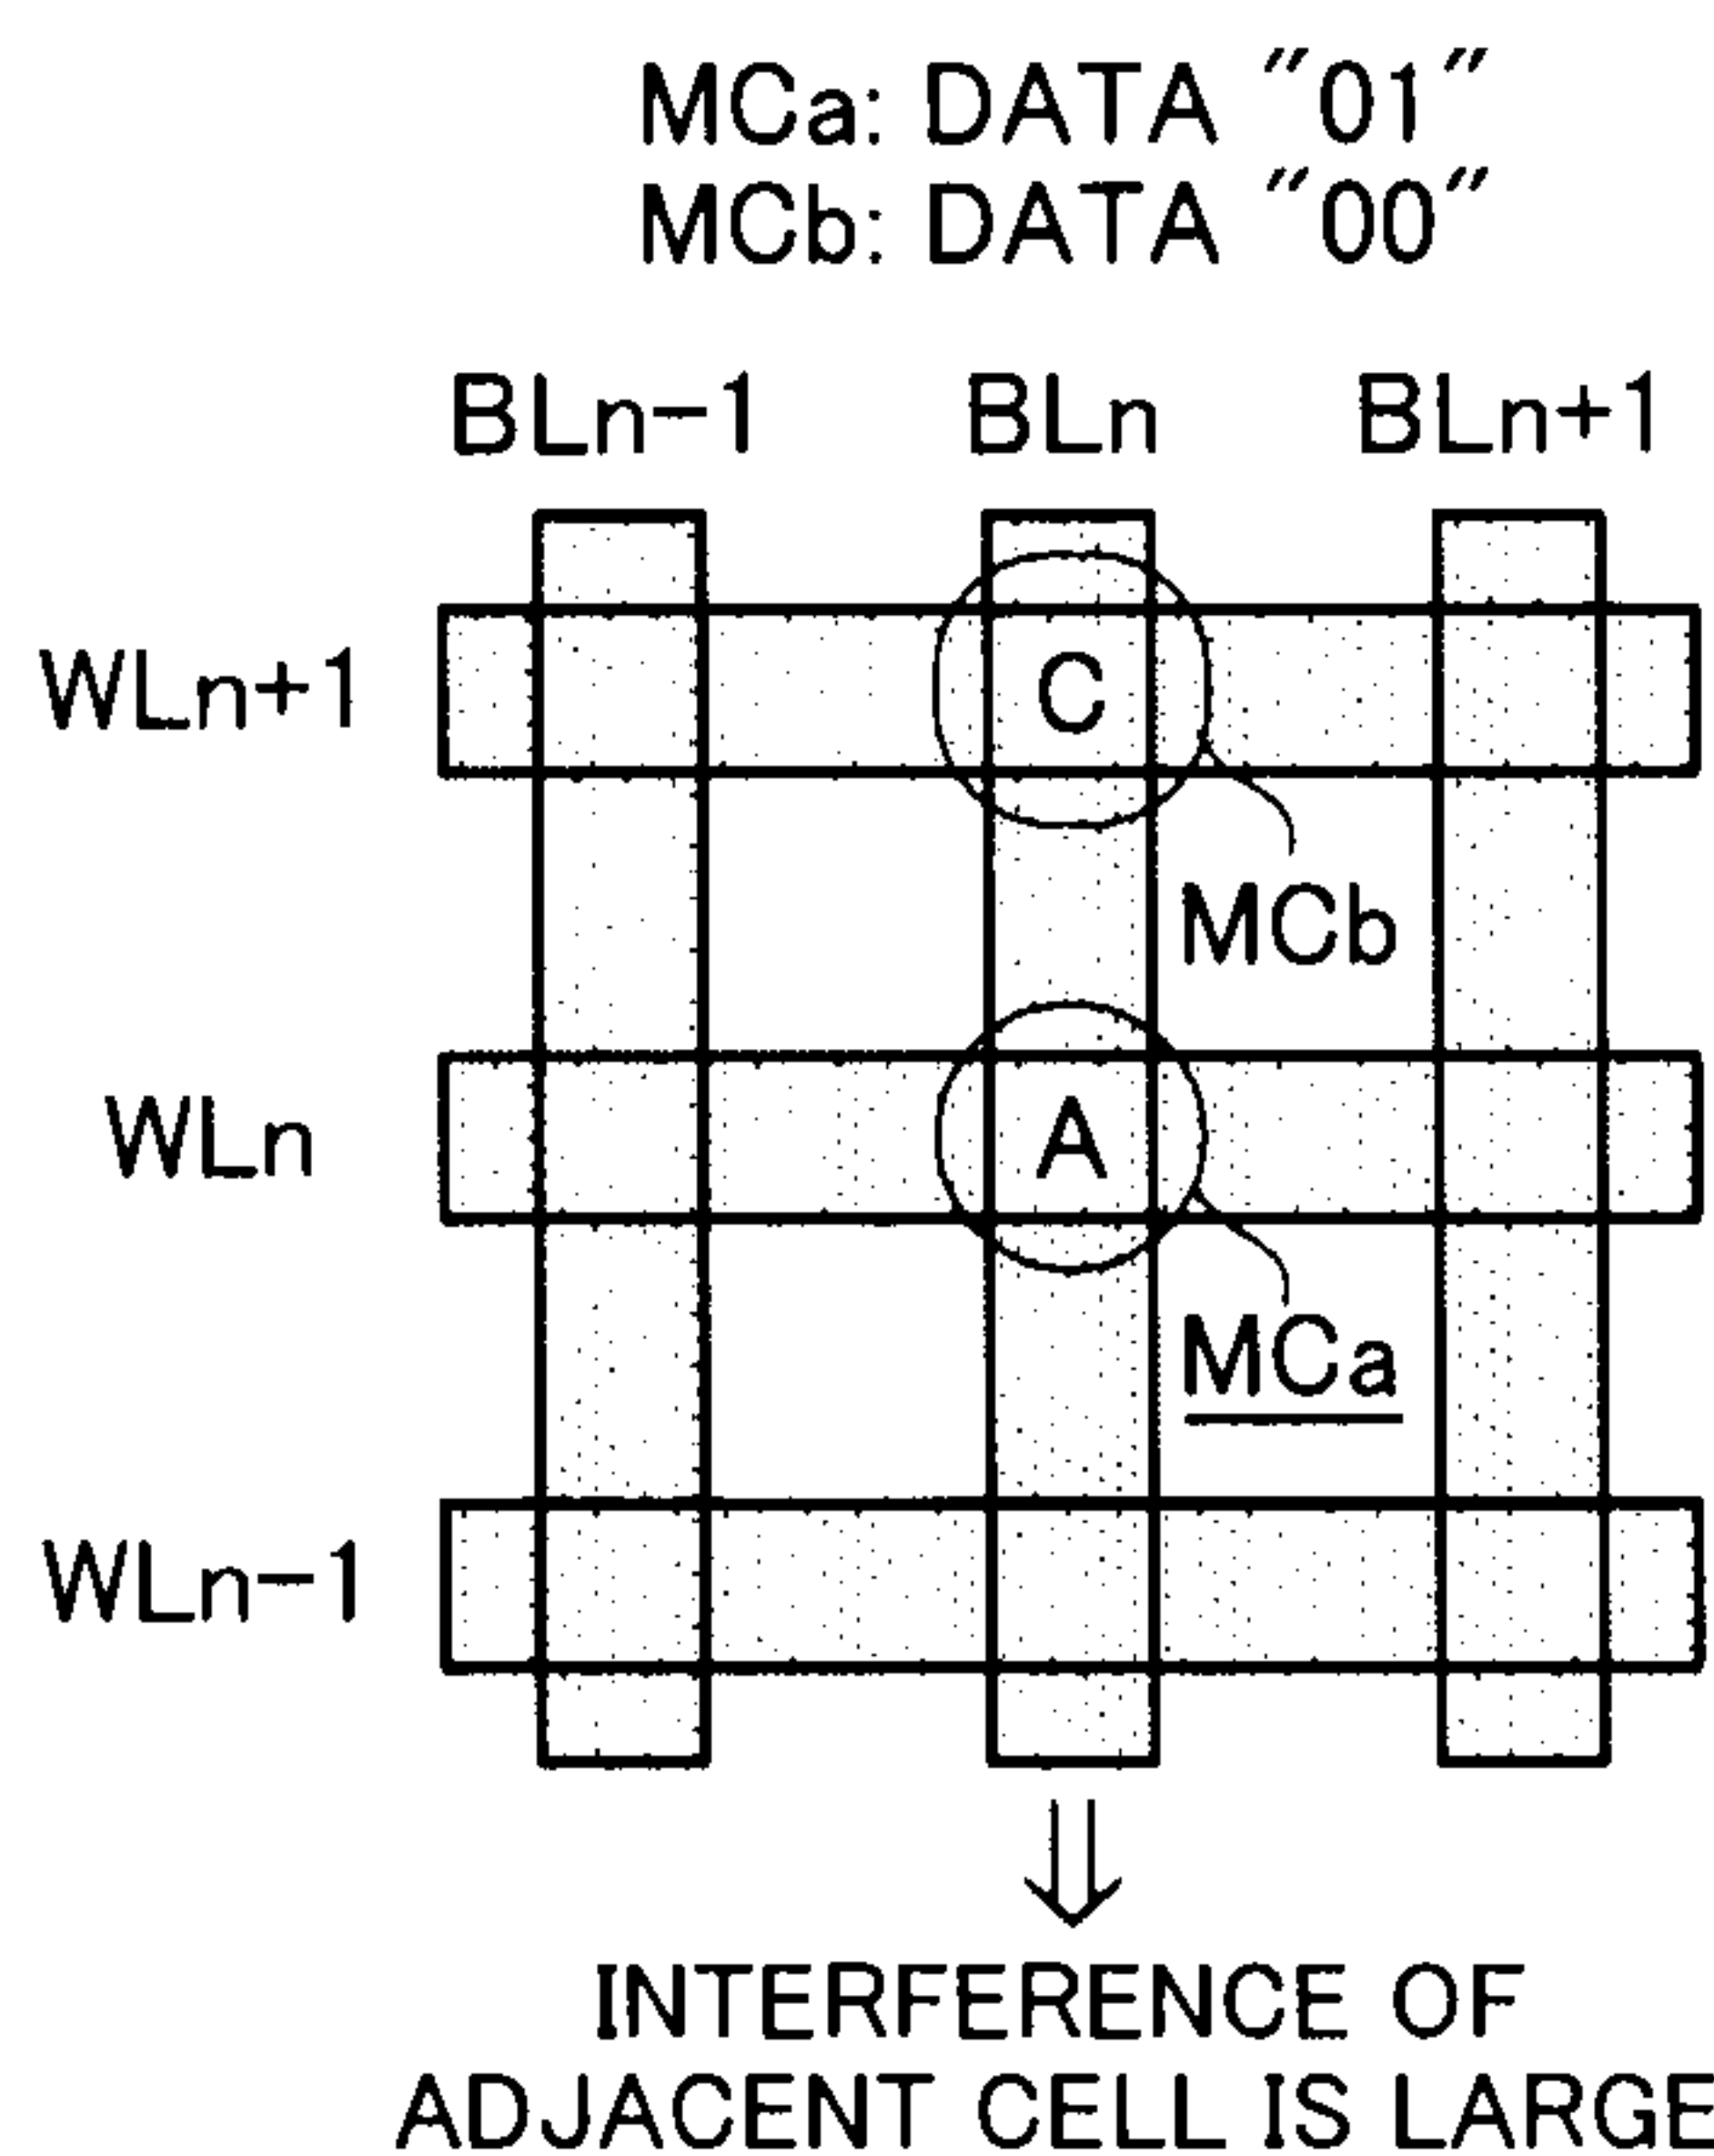 MCa: DATA "01"
MCb: DATA "00"
BLn-1 BLn BLn+1
WLn+1 C
MCb
WLn A
MCa
WLn-1
INTERFERENCE OF
ADJACENT CELL IS LARGE